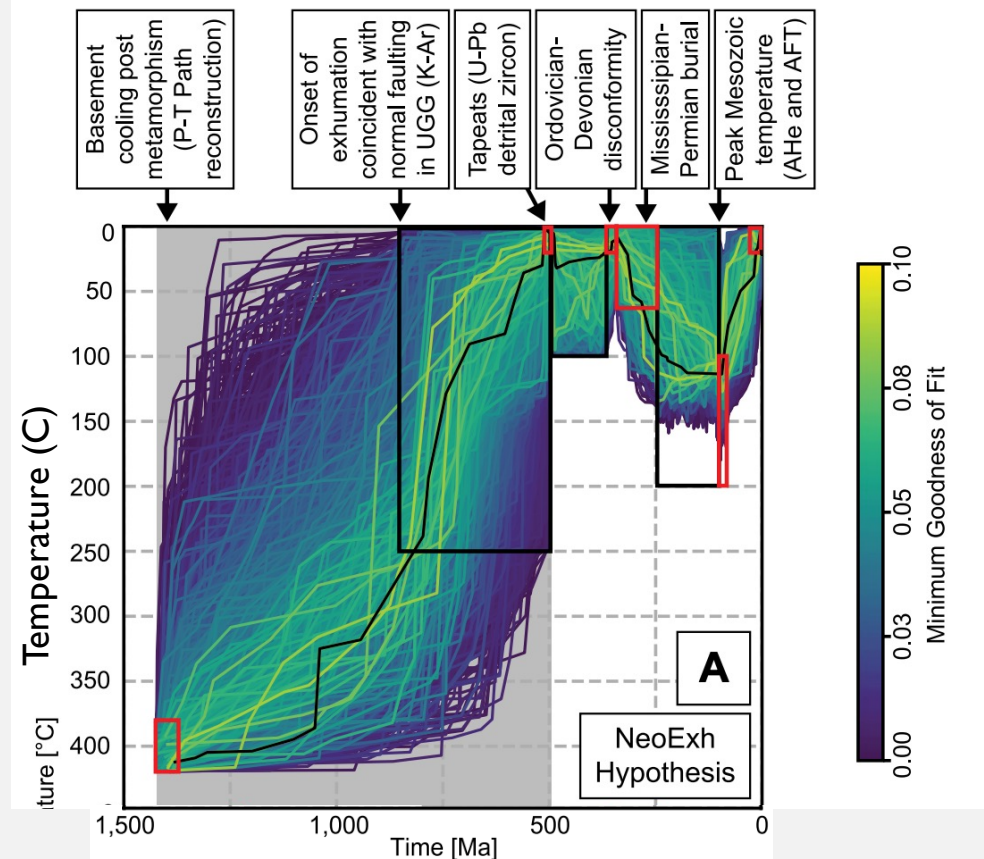 Basement
cooling post
metamorphism
(P-T Path
reconstruction)
Onset of
exhumation
coincident with
normal faulting
in UGG (K-Ar)
Tapeats (U-Pb
detrital zircon)
Ordovician-
Devonian
disconformity
Mississsipian-
Permian burial
Peak Mesozoic
temperature
(AHe and AFT)
Temperature (C)
ature [°C]
0
50
100
150
200
250
300
350
400
1,500
1,000
500
0
Time [Ma]
A
NeoExh
Hypothesis
0.10
0.08
0.05
0.03
0.00
Minimum Goodness of Fit